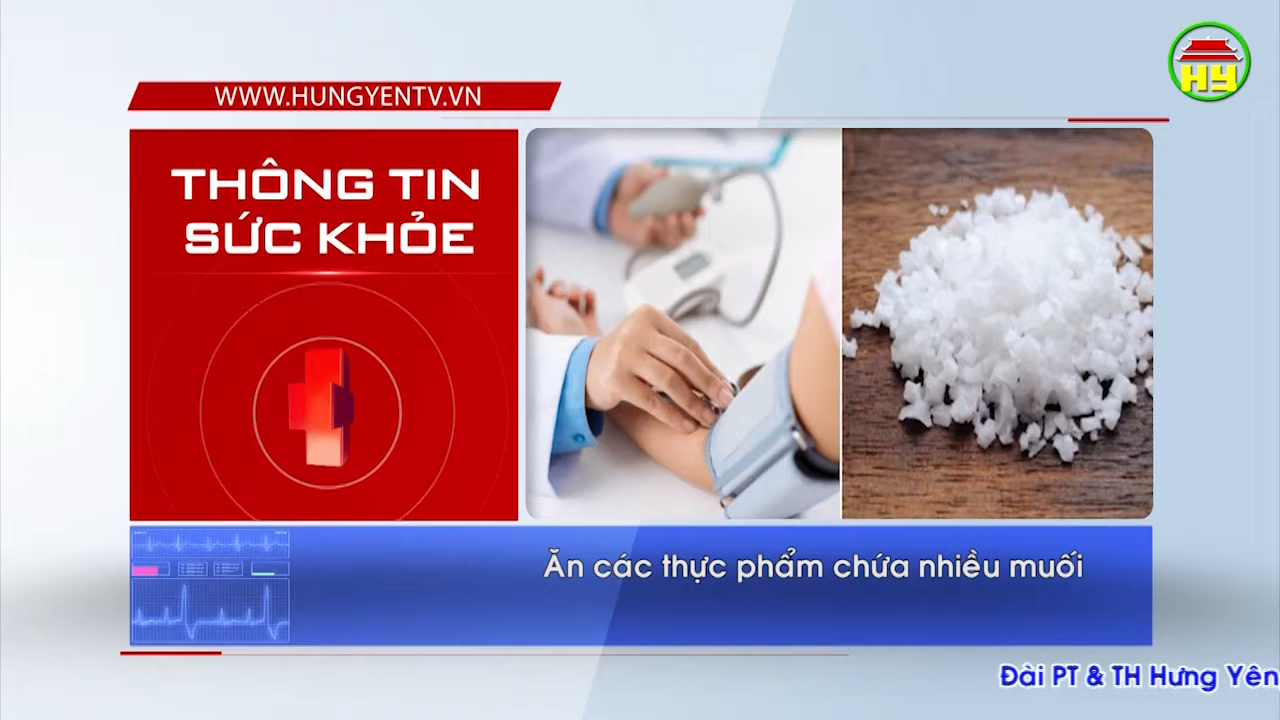 WWW.HUNGYENTV.VN
HY
THÔNG TIN
SỨC KHỎE
Ăn các thực phẩm chứa nhiều muối
Đài PT & TH Hưng Yên